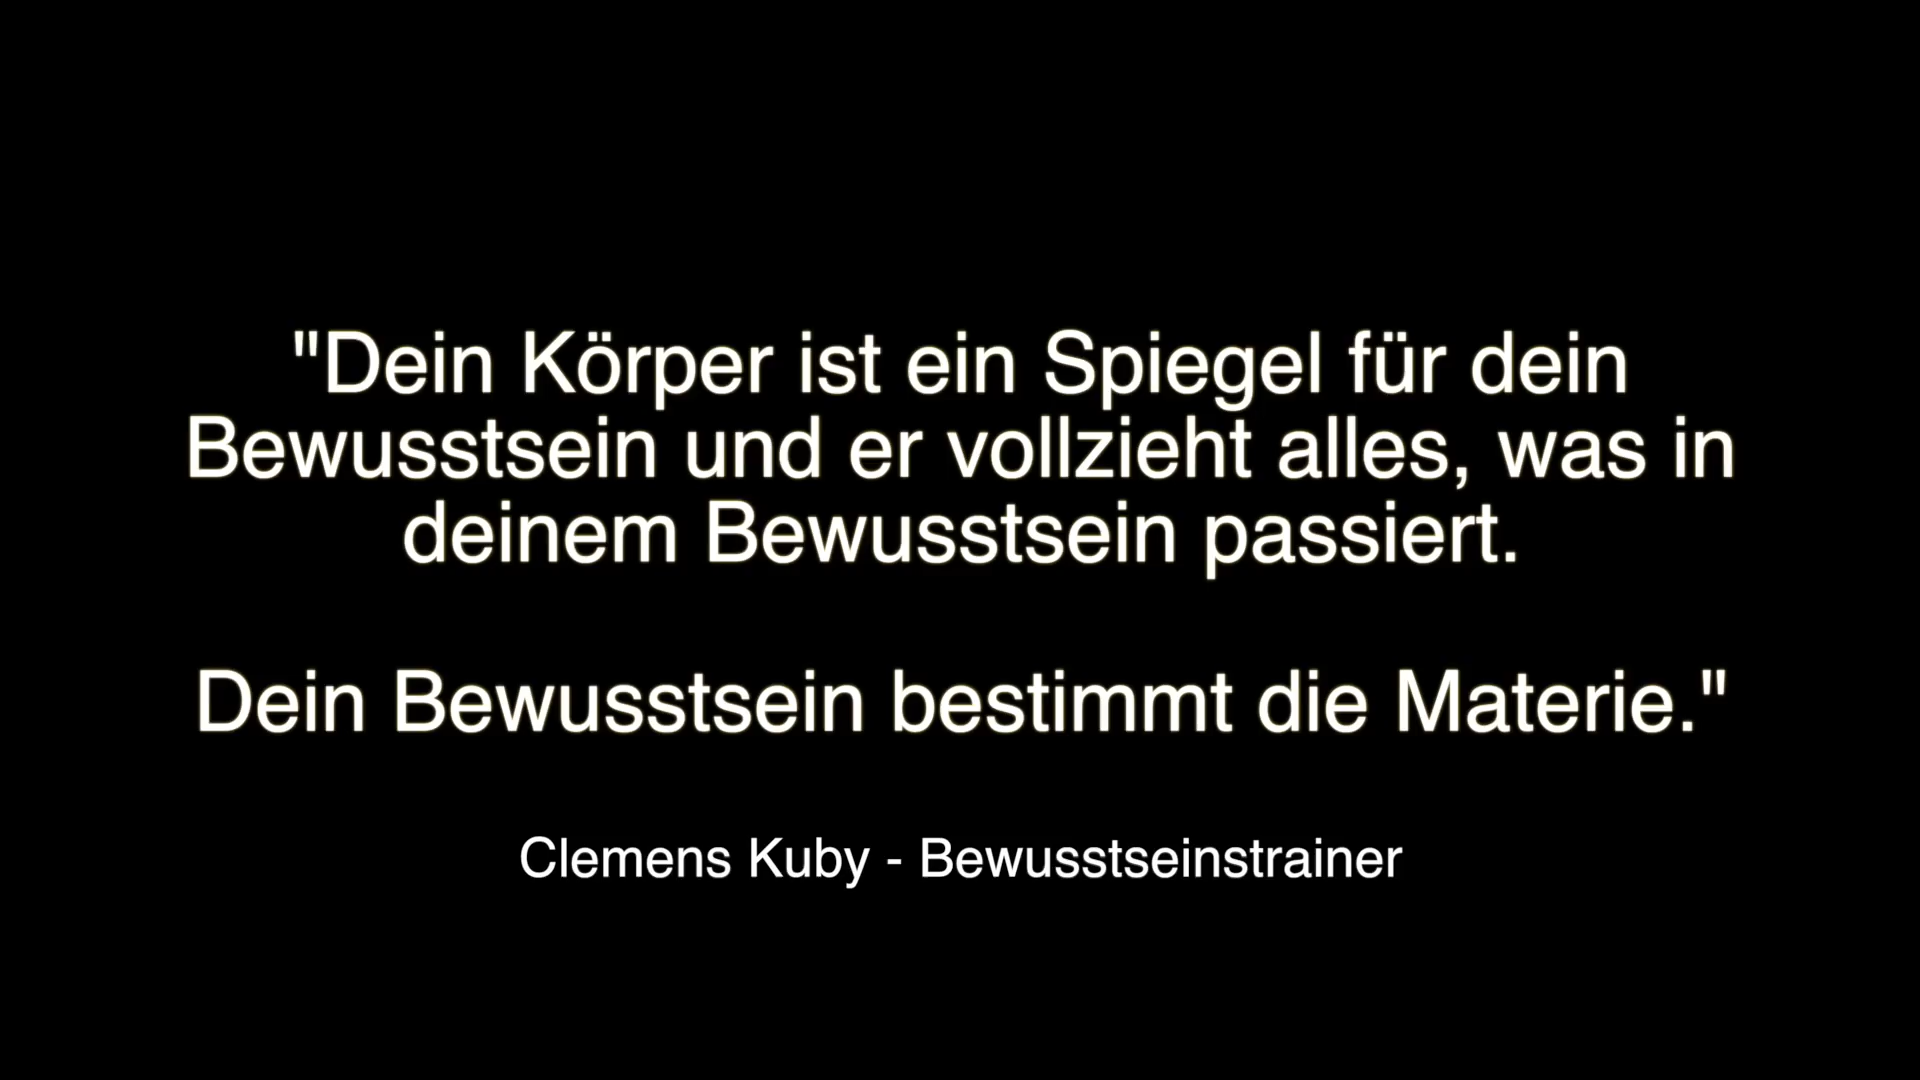 "Dein Körper ist ein Spiegel für dein
Bewusstsein und er vollzieht alles, was in
deinem Bewusstsein passiert.
Dein Bewusstsein bestimmt die Materie."
Clemens Kuby - Bewusstseinstrainer